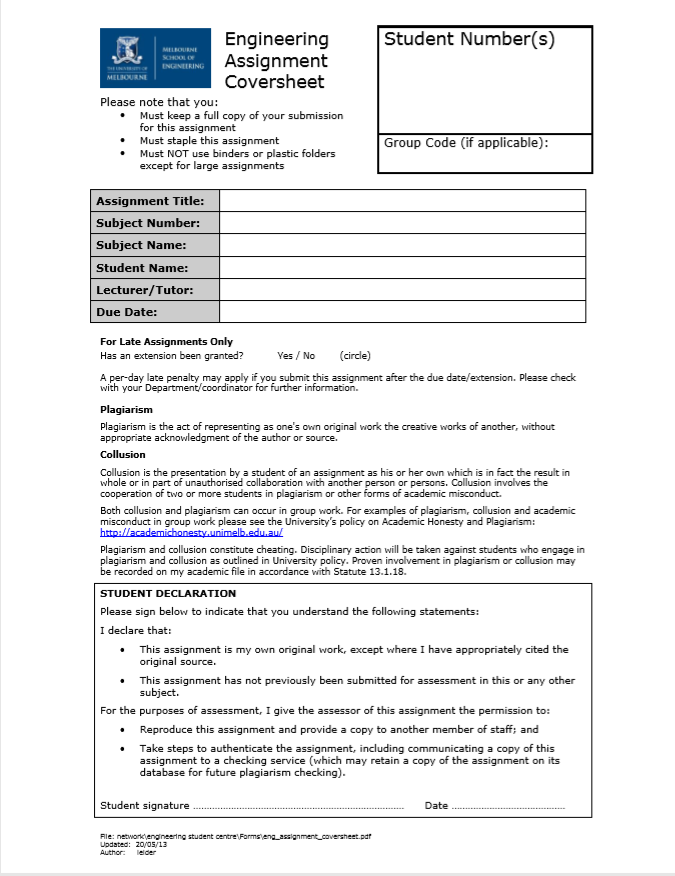 THE UNIVERSITY OF
MELBOURNE
MELBOURNE
SCHOOL OF
ENGINEERING
Engineering
Assignment
Coversheet
Student Number(s)
Group Code (if applicable):
Please note that you:
• Must keep a full copy of your submission
for this assignment
• Must staple this assignment
• Must NOT use binders or plastic folders
except for large assignments
Assignment Title:
Subject Number:
Subject Name:
Student Name:
Lecturer/Tutor:
Due Date:
For Late Assignments Only
Has an extension been granted? Yes / No (circle)
A per-day late penalty may apply if you submit this assignment after the due date/extension. Please check
with your Department/coordinator for further information.
Plagiarism
Plagiarism is the act of representing as one's own original work the creative works of another, without
appropriate acknowledgment of the author or source.
Collusion
Collusion is the presentation by a student of an assignment as his or her own which is in fact the result in
whole or in part of unauthorised collaboration with another person or persons. Collusion involves the
cooperation of two or more students in plagiarism or other forms of academic misconduct.
Both collusion and plagiarism can occur in group work. For examples of plagiarism, collusion and academic
misconduct in group work please see the University's policy on Academic Honesty and Plagiarism:
http://academichonesty.unimelb.edu.au/
Plagiarism and collusion constitute cheating. Disciplinary action will be taken against students who engage in
plagiarism and collusion as outlined in University policy. Proven involvement in plagiarism or collusion may
be recorded on my academic file in accordance with Statute 13.1.18.
STUDENT DECLARATION
Please sign below to indicate that you understand the following statements:
I declare that:
• This assignment is my own original work, except where I have appropriately cited the
original source.
• This assignment has not previously been submitted for assessment in this or any other
subject.
For the purposes of assessment, I give the assessor of this assignment the permission to:
• Reproduce this assignment and provide a copy to another member of staff; and
• Take steps to authenticate the assignment, including communicating a copy of this
assignment to a checking service (which may retain a copy of the assignment on its
database for future plagiarism checking).
Student signature ........................................................ Date ..............................
File: network\engineering student centre\Forms\eng_assignment_coversheet.pdf
Updated: 20/05/13
Author: leider